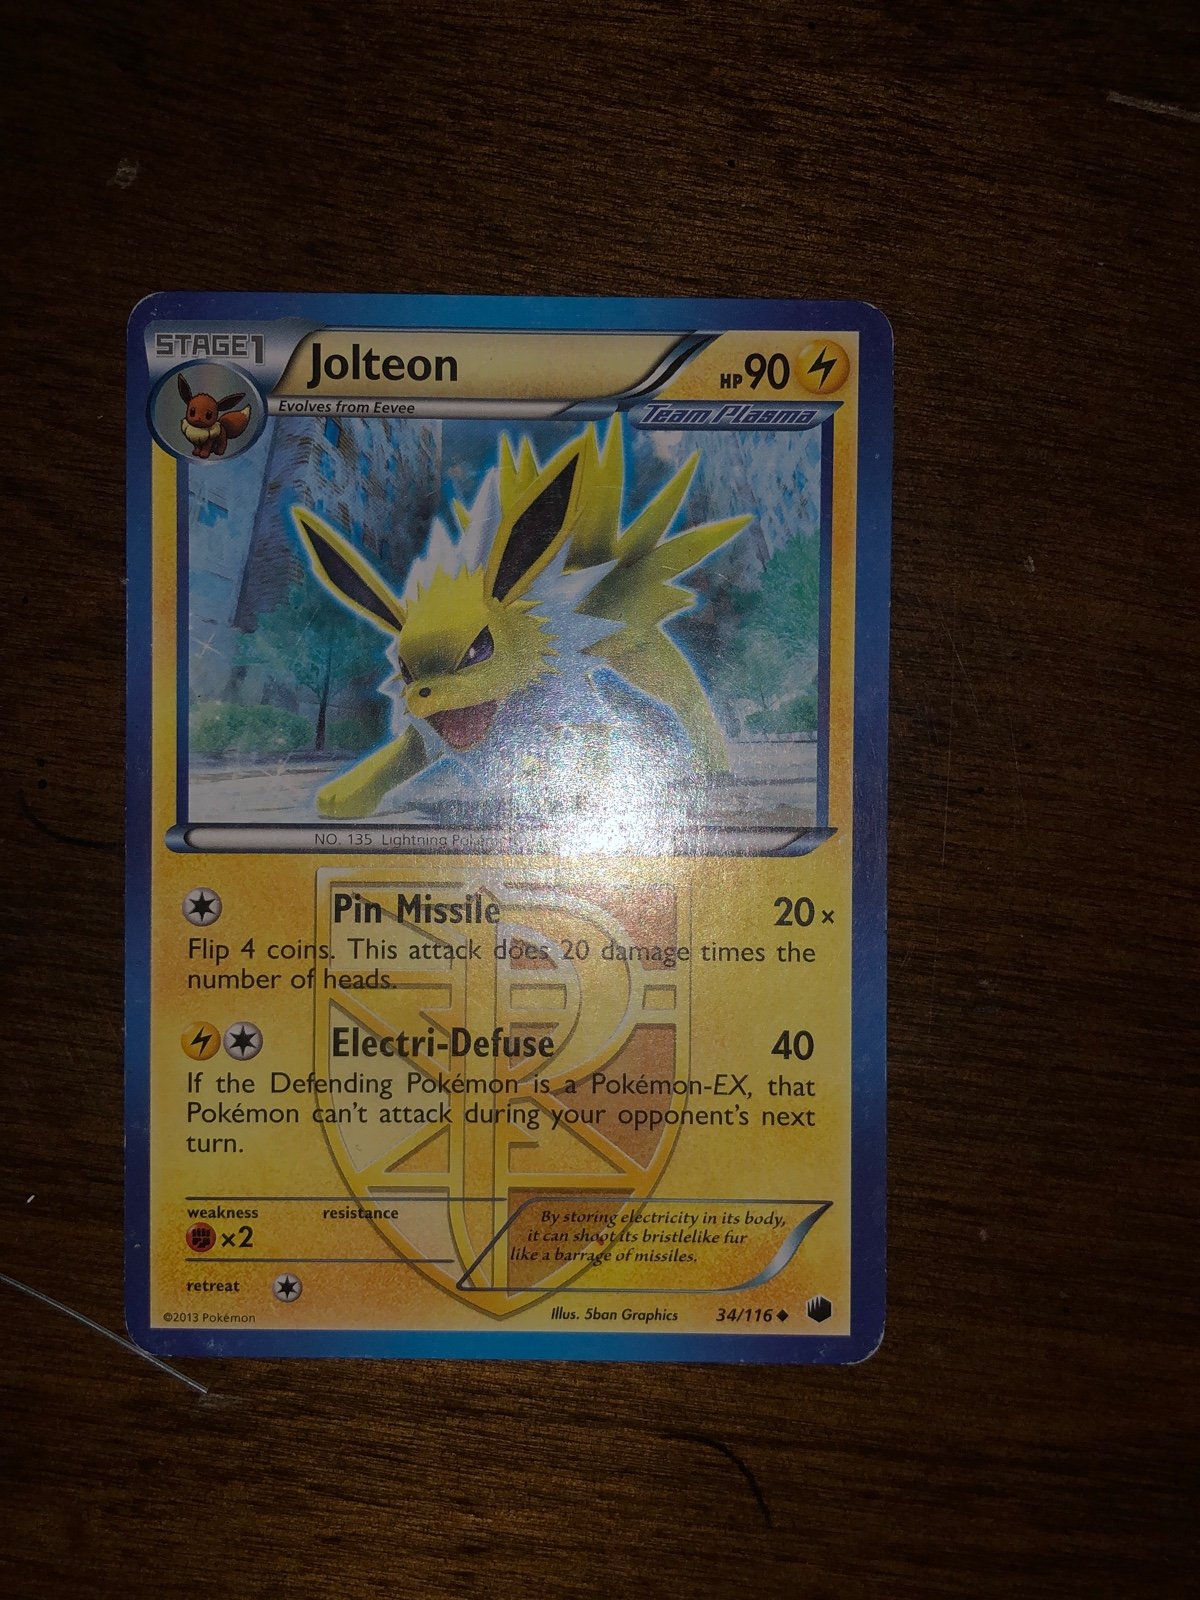 STAGE1
Jolteon
HP 90
Evolves from Eevee
Team Plasma
NO. 135 Lightning
Pin Missile 20×
Flip 4 coins. This attack does 20 damage times the
number of heads.
Electri-Defuse 40
If the Defending Pokémon is a Pokémon-EX, that
Pokémon can't attack during your opponent's next
turn.
weakness resistance
×2
By storing electricity in its body,
it can shoot its bristlelike fur
like a barrage of missiles.
retreat
©2013 Pokémon
Illus. 5ban Graphics 34/116